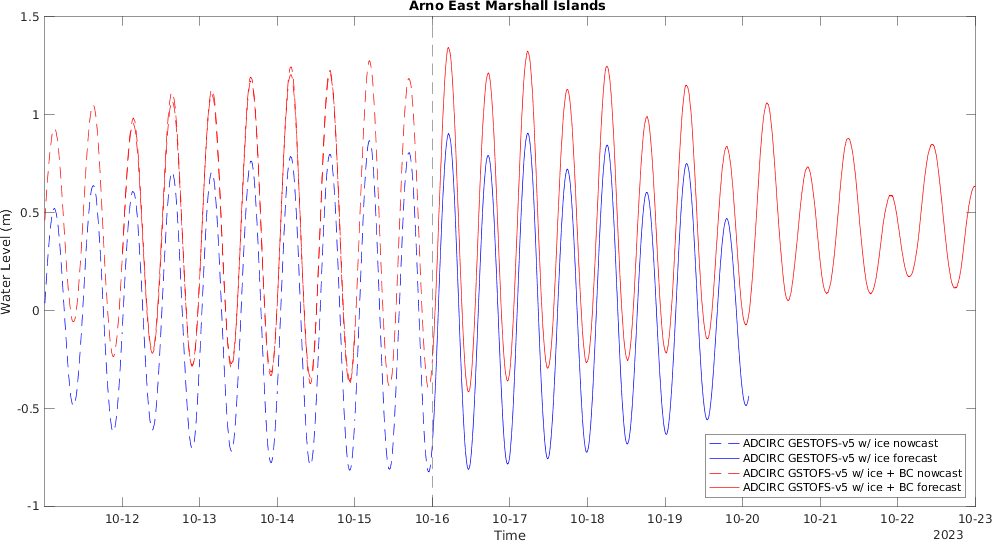 Arno East Marshall Islands
1.5
1
0.5
0
-0.5
-1
Water Level (m)
ADCIRC GESTOFS-v5 w/ ice nowcast
ADCIRC GESTOFS-v5 w/ ice forecast
ADCIRC GSTOFS-v5 w/ ice + BC nowcast
ADCIRC GSTOFS-v5 w/ ice + BC forecast
10-12 10-13 10-14 10-15 10-16 10-17 10-18 10-19 10-20 10-21 10-22 10-23
Time
2023